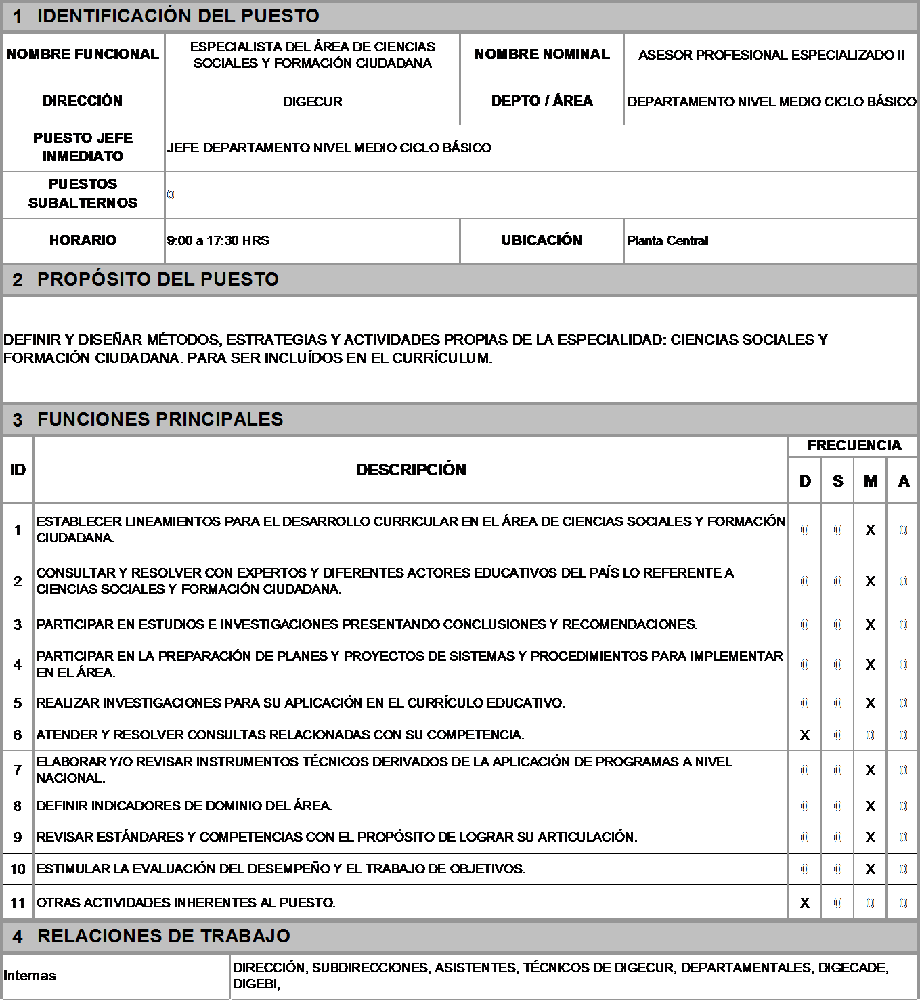 1 IDENTIFICACIÓN DEL PUESTO
NOMBRE FUNCIONAL
ESPECIALISTA DEL ÁREA DE CIENCIAS
SOCIALES Y FORMACIÓN CIUDADANA
NOMBRE NOMINAL
ASESOR PROFESIONAL ESPECIALIZADO II
DIRECCIÓN
DIGECUR
DEPTO / ÁREA
DEPARTAMENTO NIVEL MEDIO CICLO BÁSICO
PUESTO JEFE
INMEDIATO
JEFE DEPARTAMENTO NIVEL MEDIO CICLO BÁSICO
PUESTOS
SUBALTERNOS
0
HORARIO
9:00 a 17:30 HRS
UBICACIÓN
Planta Central
2 PROPÓSITO DEL PUESTO
DEFINIR Y DISEÑAR MÉTODOS, ESTRATEGIAS Y ACTIVIDADES PROPIAS DE LA ESPECIALIDAD: CIENCIAS SOCIALES Y
FORMACIÓN CIUDADANA. PARA SER INCLUÍDOS EN EL CURRÍCULUM.
3 FUNCIONES PRINCIPALES
ID
DESCRIPCIÓN
FRECUENCIA
D S M A
1 ESTABLECER LINEAMIENTOS PARA EL DESARROLLO CURRICULAR EN EL ÁREA DE CIENCIAS SOCIALES Y FORMACIÓN
CIUDADANA.
0 0 X 0
2 CONSULTAR Y RESOLVER CON EXPERTOS Y DIFERENTES ACTORES EDUCATIVOS DEL PAÍS LO REFERENTE A
CIENCIAS SOCIALES Y FORMACIÓN CIUDADANA.
0 0 X 0
3 PARTICIPAR EN ESTUDIOS E INVESTIGACIONES PRESENTANDO CONCLUSIONES Y RECOMENDACIONES. 0 0 X 0
4 PARTICIPAR EN LA PREPARACIÓN DE PLANES Y PROYECTOS DE SISTEMAS Y PROCEDIMIENTOS PARA IMPLEMENTAR
EN EL ÁREA.
0 0 X 0
5 REALIZAR INVESTIGACIONES PARA SU APLICACIÓN EN EL CURRÍCULO EDUCATIVO. 0 0 X 0
6 ATENDER Y RESOLVER CONSULTAS RELACIONADAS CON SU COMPETENCIA. X 0 0 0
7 ELABORAR Y/O REVISAR INSTRUMENTOS TÉCNICOS DERIVADOS DE LA APLICACIÓN DE PROGRAMAS A NIVEL
NACIONAL.
0 0 X 0
8 DEFINIR INDICADORES DE DOMINIO DEL ÁREA. 0 0 X 0
9 REVISAR ESTÁNDARES Y COMPETENCIAS CON EL PROPÓSITO DE LOGRAR SU ARTICULACIÓN. 0 0 X 0
10 ESTIMULAR LA EVALUACIÓN DEL DESEMPEÑO Y EL TRABAJO DE OBJETIVOS. 0 0 X 0
11 OTRAS ACTIVIDADES INHERENTES AL PUESTO. X 0 0 0
4 RELACIONES DE TRABAJO
Internas
DIRECCIÓN, SUBDIRECCIONES, ASISTENTES, TÉCNICOS DE DIGECUR, DEPARTAMENTALES, DIGECADE,
DIGEBI,